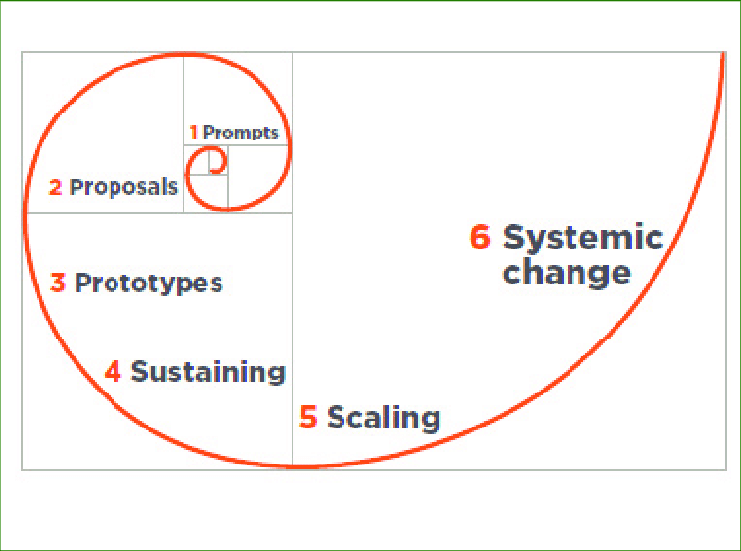 1 Prompts
2 Proposals
3 Prototypes
4 Sustaining
5 Scaling
6 Systemic
change